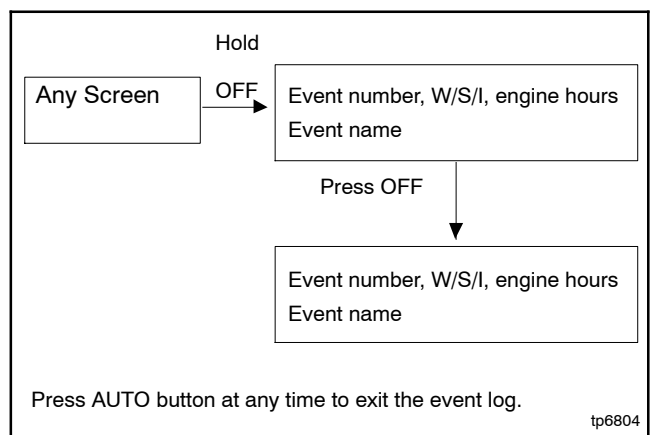 Hold
Any Screen
OFF
Event number, W/S/I, engine hours
Event name
Press OFF
Event number, W/S/I, engine hours
Event name
Press AUTO button at any time to exit the event log.
tp6804